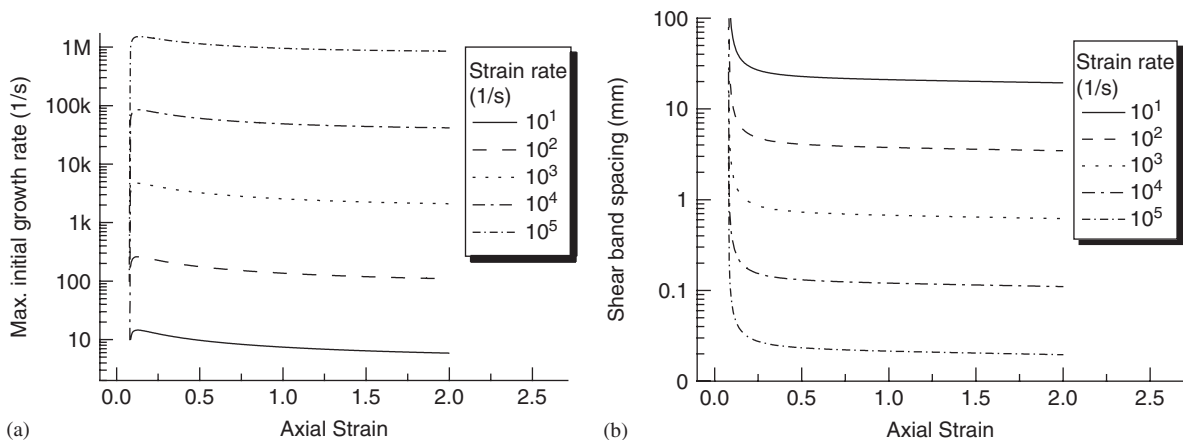 Max. initial growth rate (1/s)
1M
100k
10k
1k
100
10
0.0 0.5 1.0 1.5 2.0 2.5
Axial Strain
Strain rate
(1/s)
10¹
10²
10³
10⁴
10⁵
(a)
Shear band spacing (mm)
100
10
1
0.1
0
0.0 0.5 1.0 1.5 2.0 2.5
Axial Strain
Strain rate
(1/s)
10¹
10²
10³
10⁴
10⁵
(b)